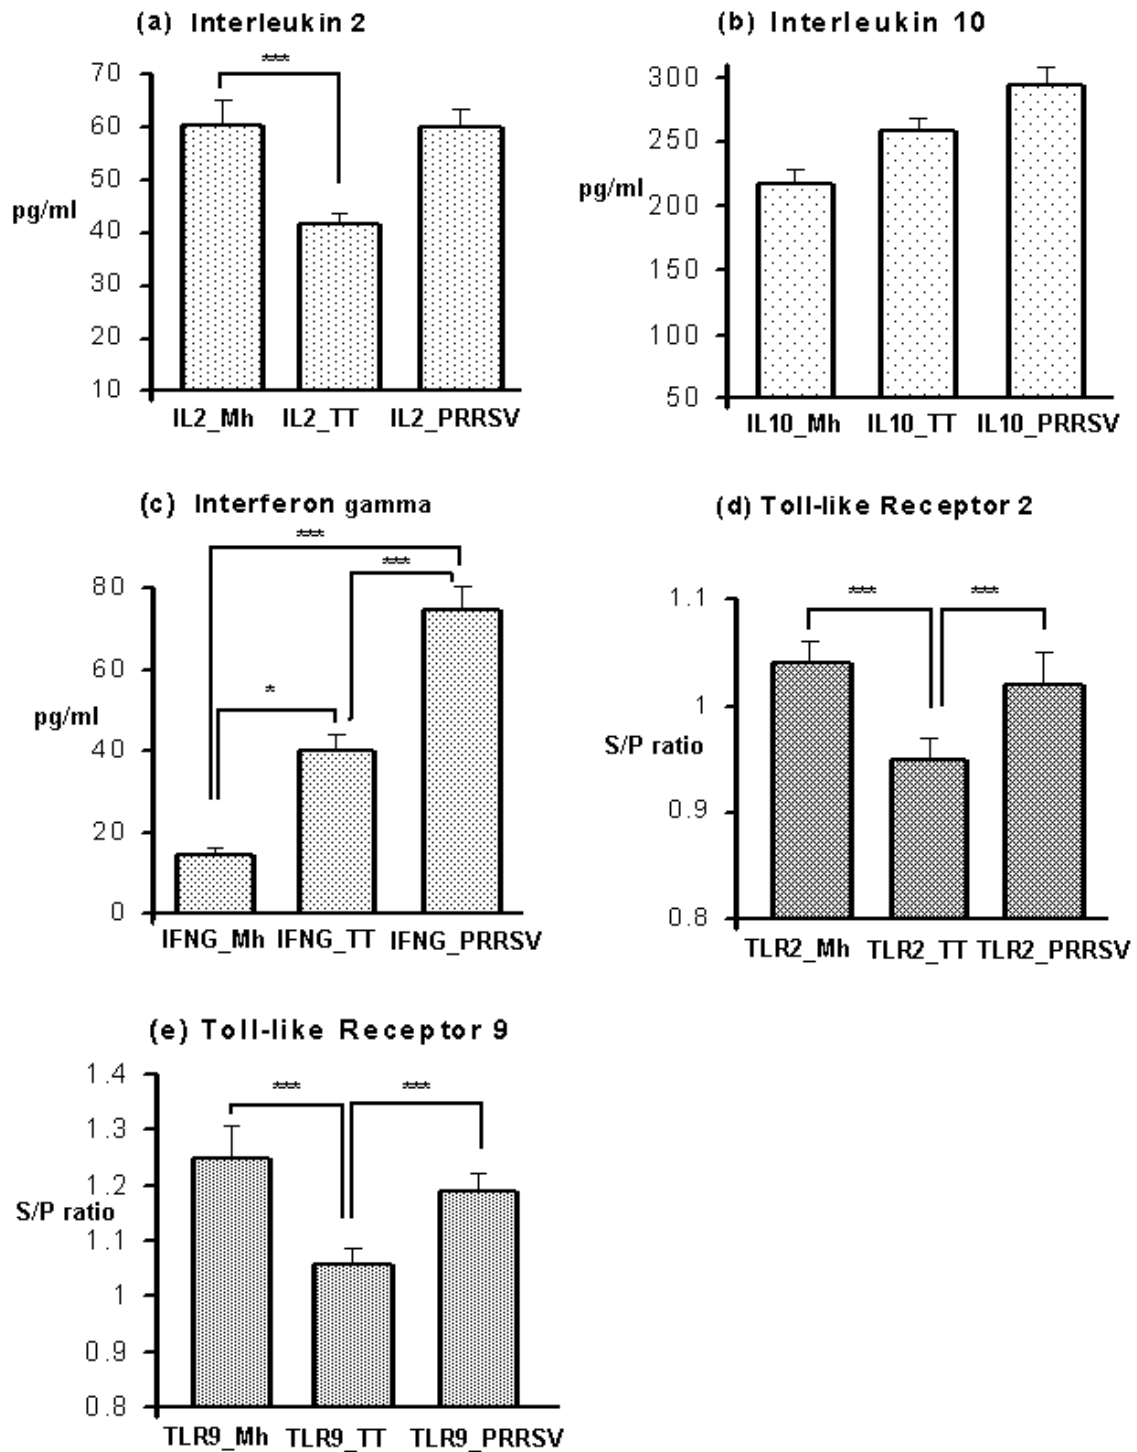 (a) Interleukin 2
***
70
60
50
pg/ml
40
30
20
10
IL2_Mh IL2_TT IL2_PRRSV
(b) Interleukin 10
300
250
pg/ml
200
150
100
50
IL10_Mh IL10_TT IL10_PRRSV
(c) Interferon gamma
***
***
80
60
*
pg/ml
40
20
0
IFNG_Mh IFNG_TT IFNG_PRRSV
(d) Toll-like Receptor 2
1.1
*** ***
1
S/P ratio
0.9
0.8
TLR2_Mh TLR2_TT TLR2_PRRSV
(e) Toll-like Receptor 9
1.4
*** ***
1.3
1.2
S/P ratio
1.1
1
0.9
0.8
TLR9_Mh TLR9_TT TLR9_PRRSV